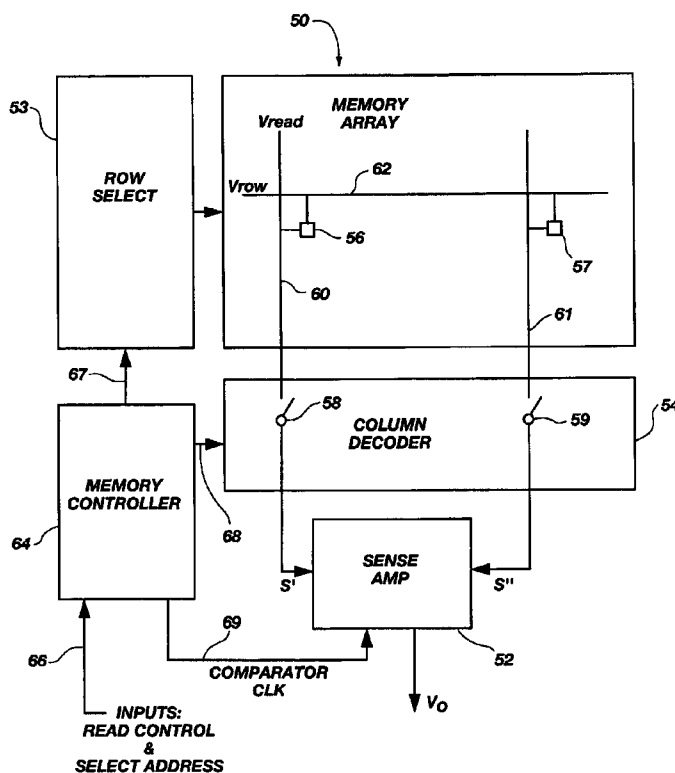 50
53
ROW
SELECT
MEMORY
ARRAY
Vread
Vrow
62
56
57
60
61
67
58
59
COLUMN
DECODER
54
MEMORY
CONTROLLER
64
68
SENSE
AMP
S'
S"
52
66
69
COMPARATOR
CLK
VO
INPUTS:
READ CONTROL
&
SELECT ADDRESS